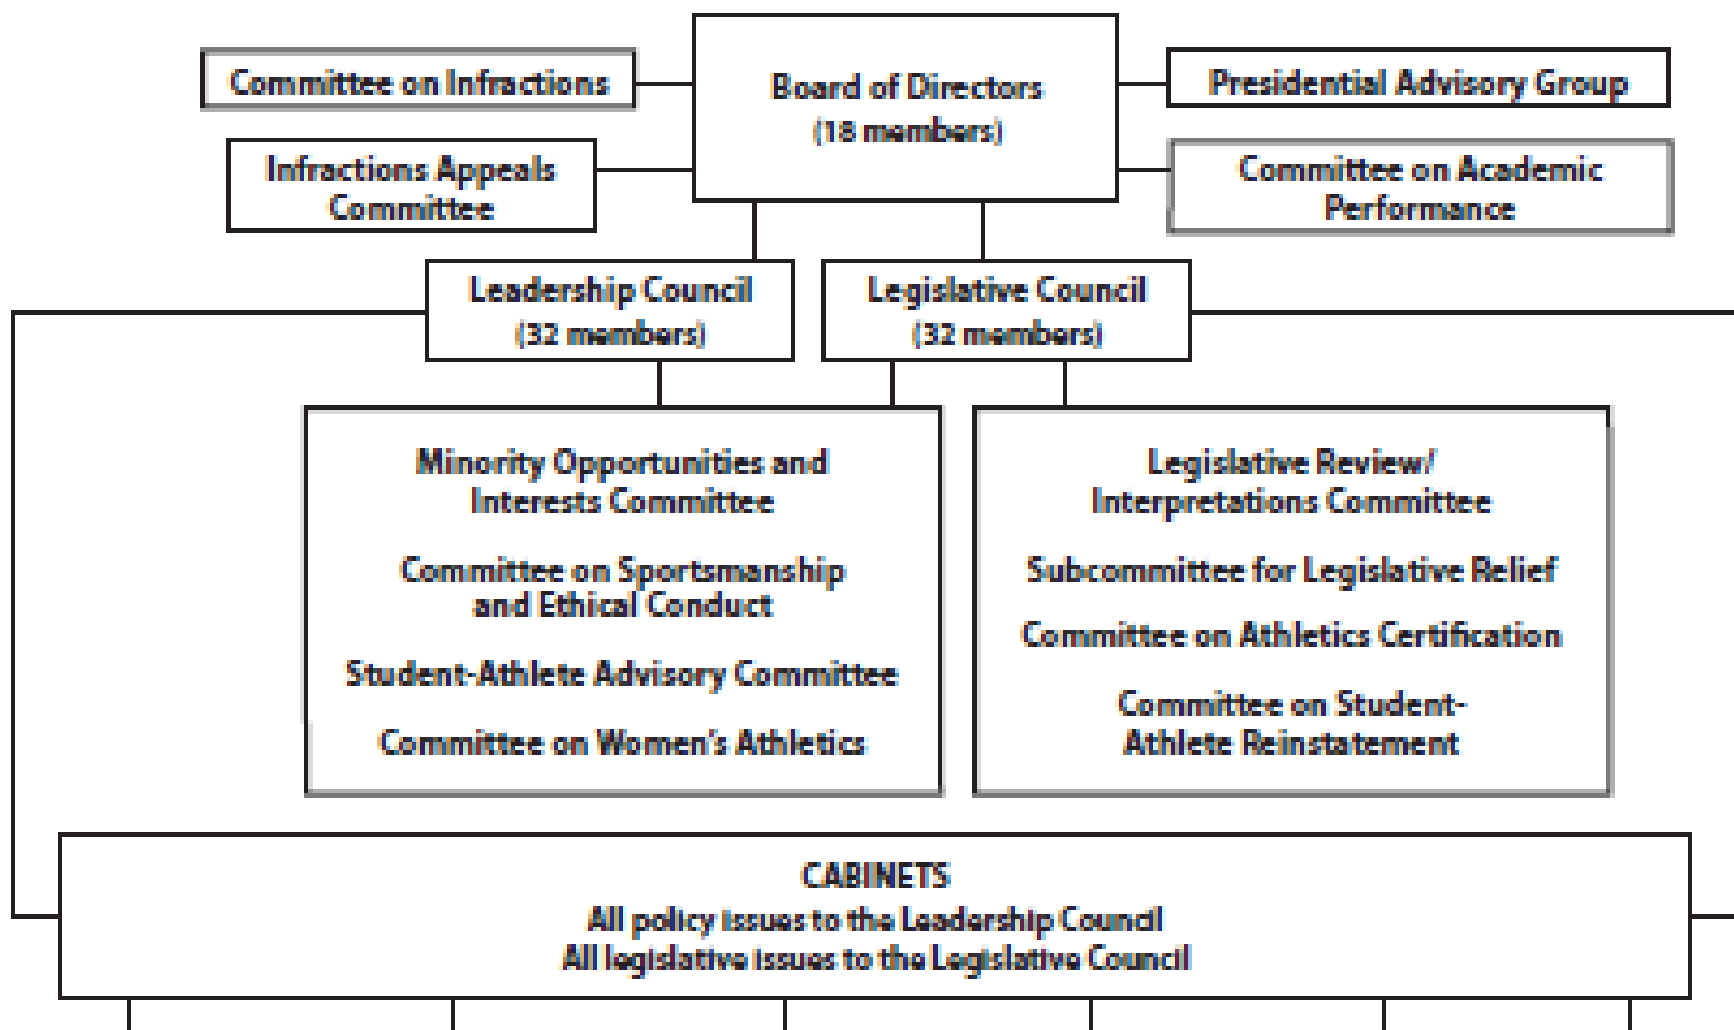 Committee on Infractions
Board of Directors
(18 members)
Presidential Advisory Group
Infractions Appeals
Committee
Committee on Academic
Performance
Leadership Council
(32 members)
Legislative Council
(32 members)
Minority Opportunities and
Interests Committee
Committee on Sportsmanship
and Ethical Conduct
Student-Athlete Advisory Committee
Committee on Women's Athletics
Legislative Review/
Interpretations Committee
Subcommittee for Legislative Relief
Committee on Athletics Certification
Committee on Student-
Athlete Reinstatement
CABINETS
All policy issues to the Leadership Council
All legislative issues to the Legislative Council